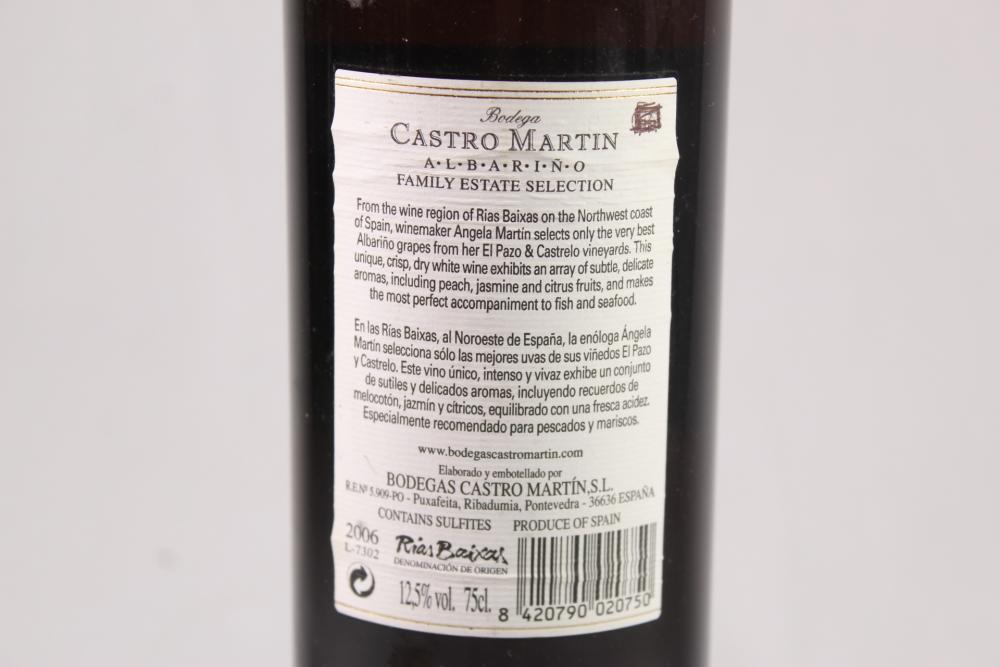 Bodega
CASTRO MARTIN
A·L·B·A·R·I·Ñ·O
FAMILY ESTATE SELECTION
From the wine region of Rías Baixas on the Northwest coast
of Spain, winemaker Angela Martín selects only the very best
Albariño grapes from her El Pazo & Castrelo vineyards. This
unique, crisp, dry white wine exhibits an array of subtle, delicate
aromas, including peach, jasmine and citrus fruits, and makes
the most perfect accompaniment to fish and seafood.
En las Rías Baixas, al Noroeste de España, la enóloga Ángela
Martín selecciona sólo las mejores uvas de sus viñedos El Pazo
y Castrelo. Este vino único, intenso y vivaz exhibe un conjunto
de sutiles y delicados aromas, incluyendo recuerdos de
melocotón, jazmín y cítricos, equilibrado con una fresca acidez.
Especialmente recomendado para pescados y mariscos.
www.bodegascastromartin.com
Elaborado y embotellado por
BODEGAS CASTRO MARTÍN,S.L.
R.E.Nº 5.909-PO - Puxafeita, Ribadumia, Pontevedra - 36636 ESPAÑA
CONTAINS SULFITES PRODUCE OF SPAIN
2006
L-7302
Rías Baixas
DENOMINACIÓN DE ORIGEN
12,5% vol. 75cl.
8 420790 020750